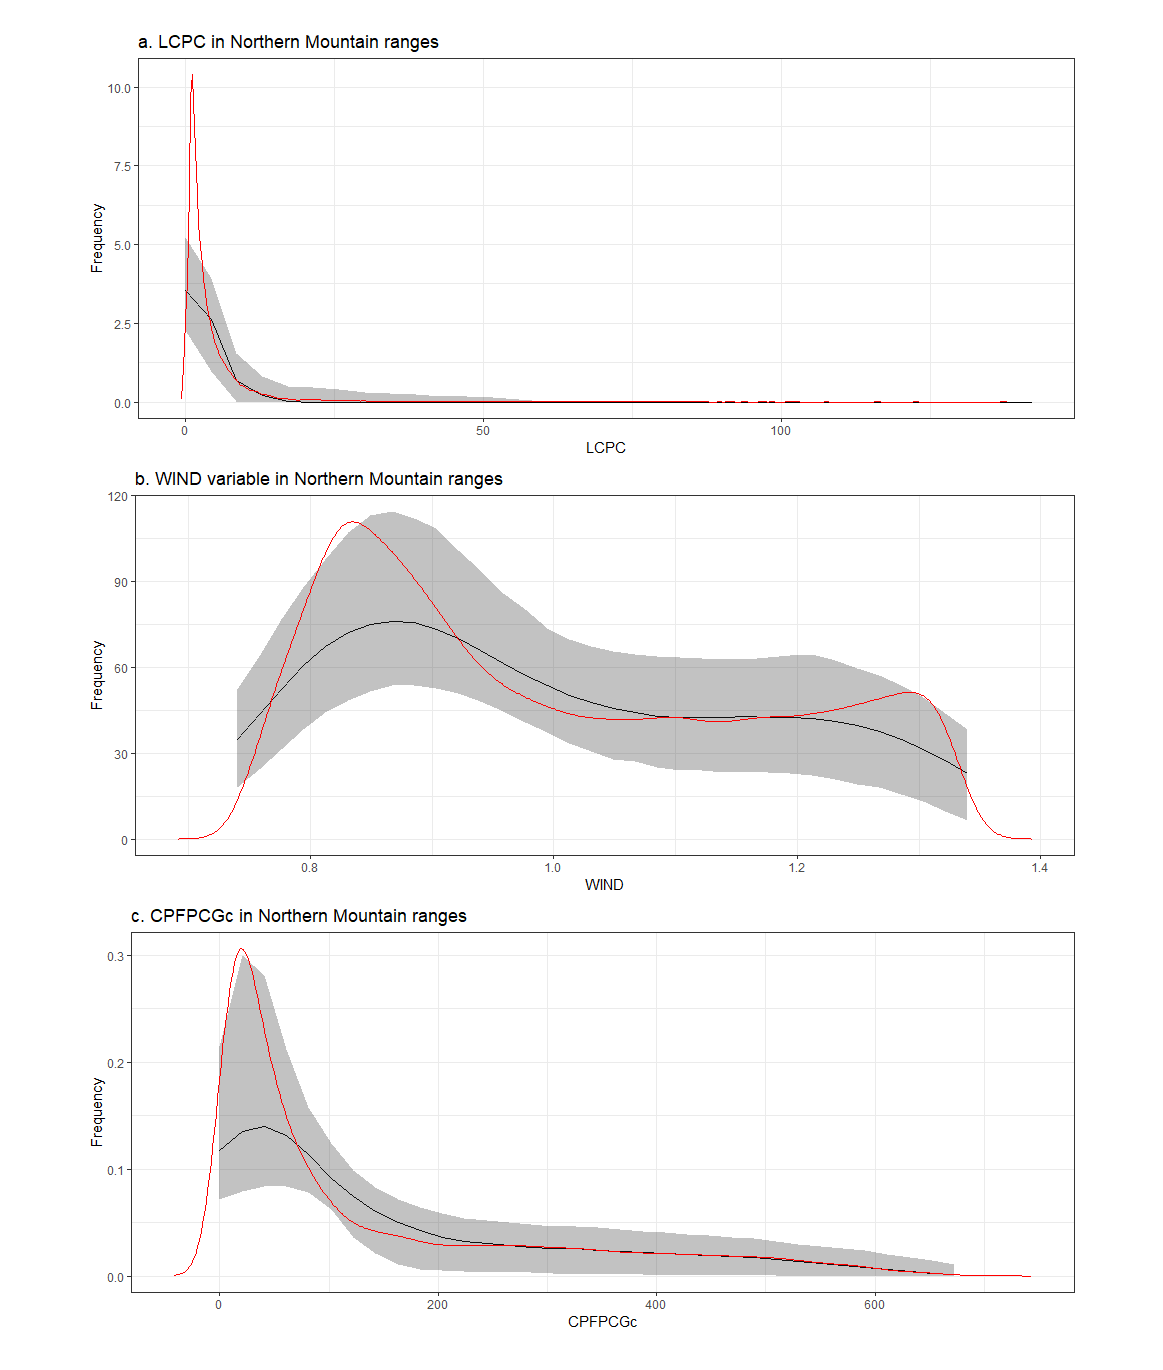 a. LCPC in Northern Mountain ranges
10.0
7.5
5.0
2.5
0.0
Frequency
0 50 100
LCPC
b. WIND variable in Northern Mountain ranges
120
90
60
30
0
Frequency
0.8 1.0 1.2 1.4
WIND
c. CPFPCGc in Northern Mountain ranges
0.3
0.2
0.1
0.0
Frequency
0 200 400 600
CPFPCGc